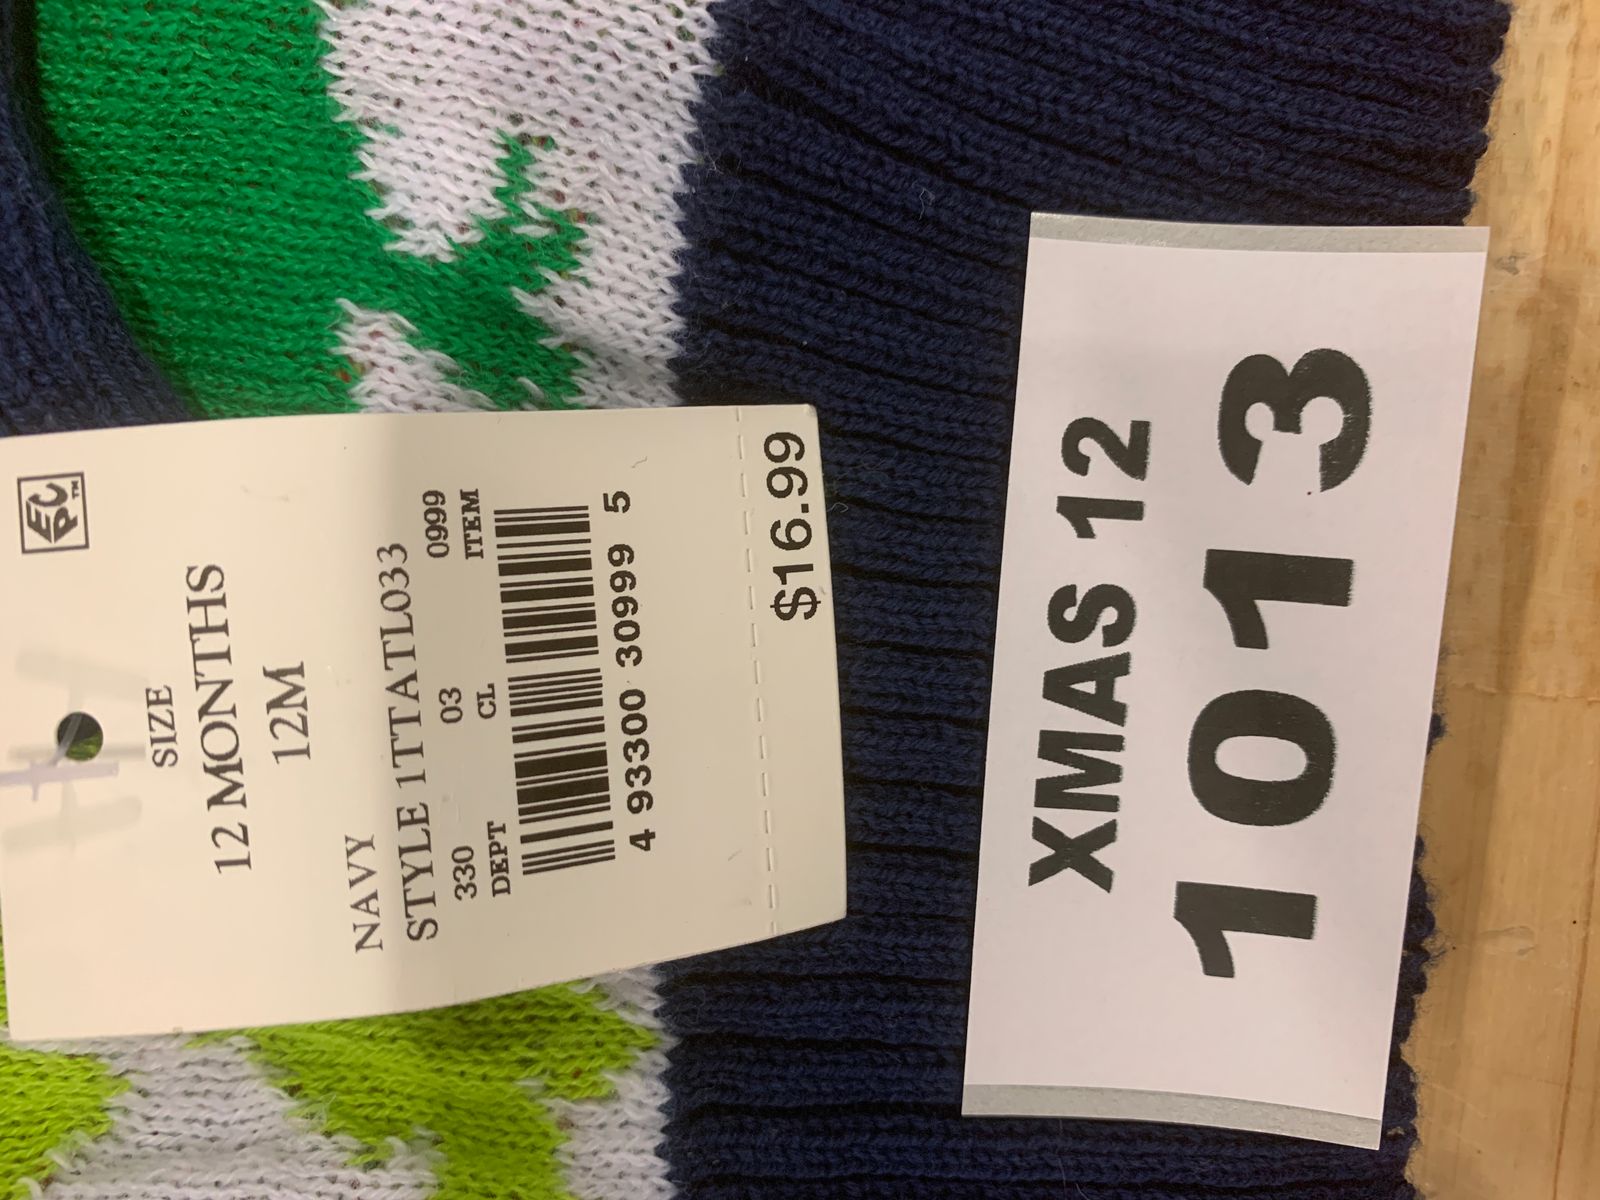 EPC™
SIZE
12 MONTHS
12M
NAVY
STYLE 1TTATL033
330 03 0999
DEPT CL ITEM
4 93300 30999 5
$16.99
XMAS 12
1013